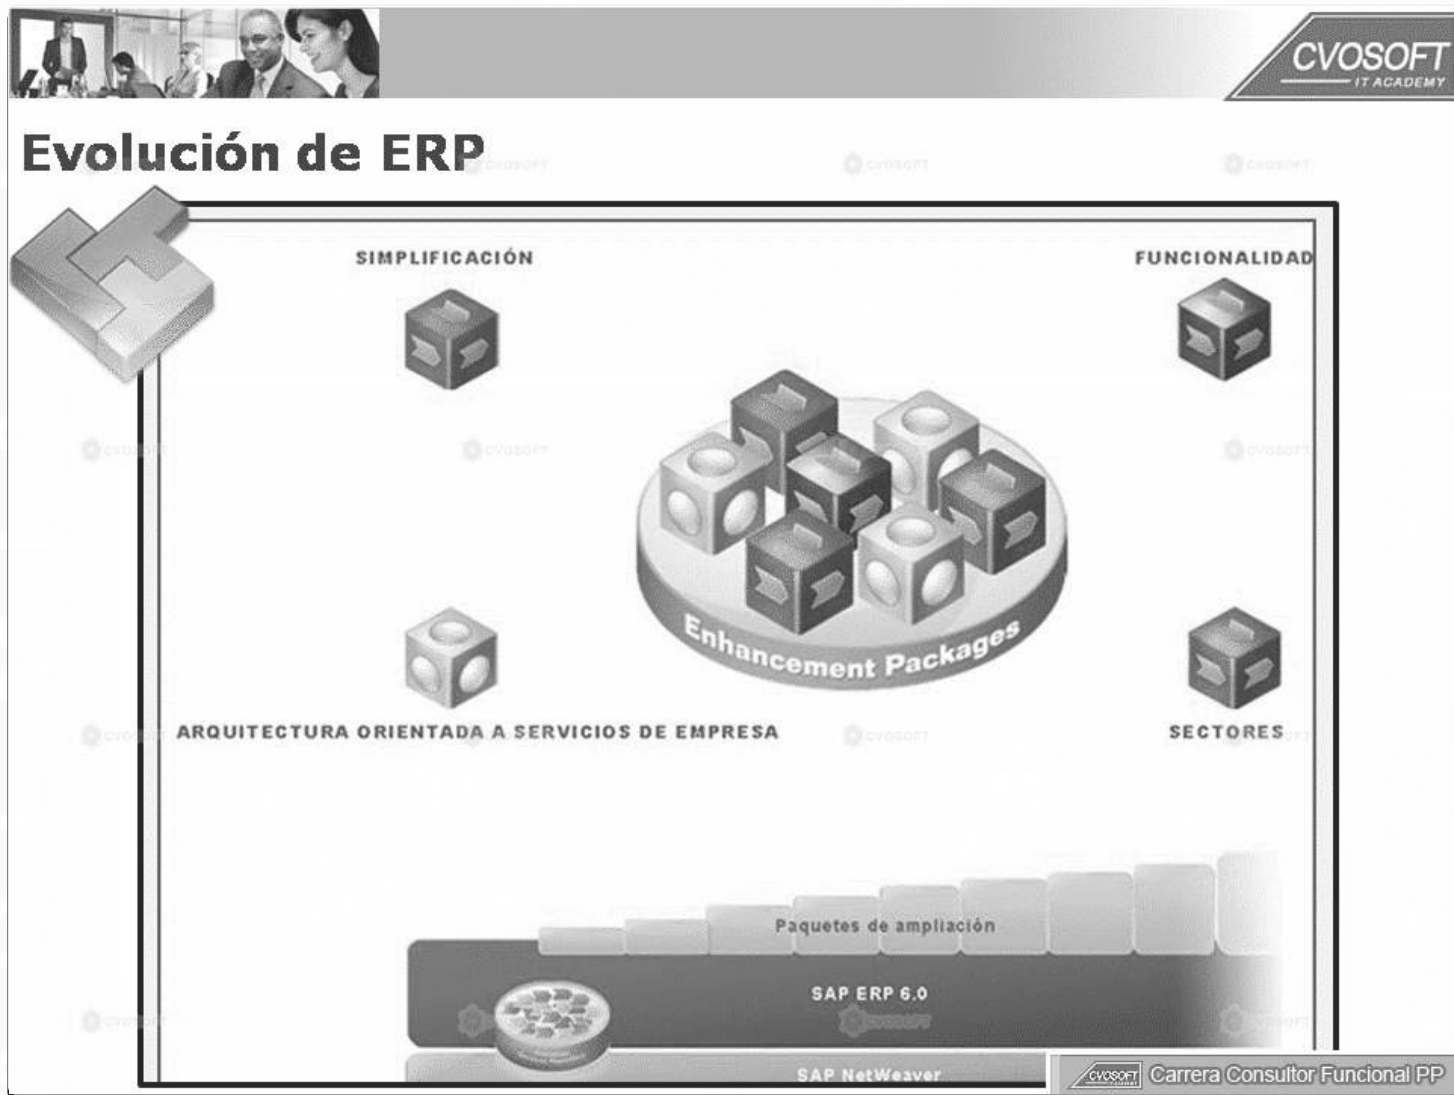 CVOSOFT
IT ACADEMY
Evolución de ERP
SIMPLIFICACIÓN
FUNCIONALIDAD
Enhancement Packages
ARQUITECTURA ORIENTADA A SERVICIOS DE EMPRESA
SECTORES
Paquetes de ampliación
SAP ERP 6.0
SAP NetWeaver
CVOSOFT
Carrera Consultor Funcional PP